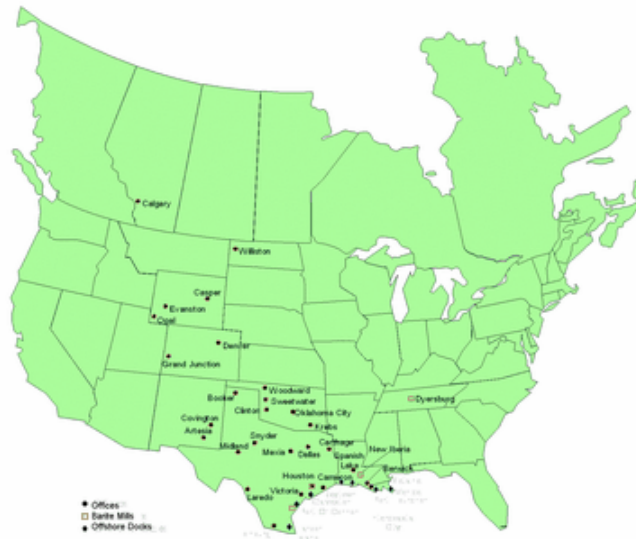 Calgary
Williston
Casper
Evanston
Opal
Denver
Grand Junction
Woodward
Booker
Sweetwater
Dyersburg
Clinton
Oklahoma City
Covington
Krebs
Artesia
Snyder
Carthage
New Iberia
Midland
Mexia
Dallas
Spanish
Lake
Berwick
Houston
Cameron
Victoria
Laredo
Offices
Barite Mills
Offshore Docks